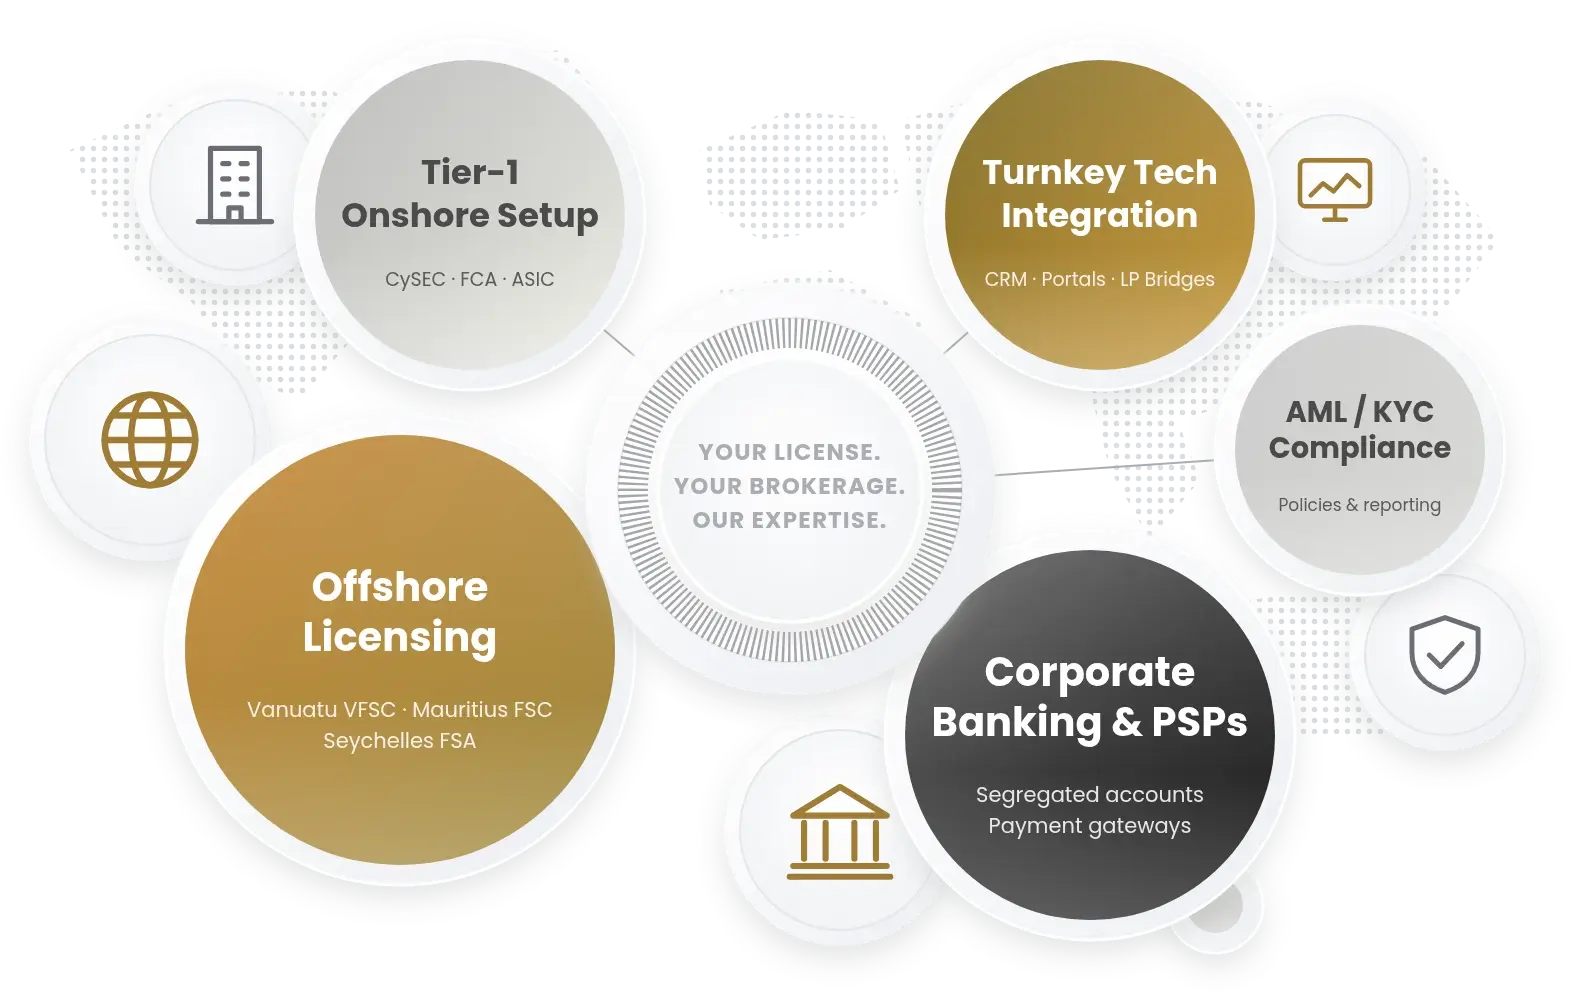 Tier-1
Onshore Setup
CySEC · FCA · ASIC
Turnkey Tech
Integration
CRM · Portals · LP Bridges
AML / KYC
Compliance
Policies & reporting
YOUR LICENSE.
YOUR BROKERAGE.
OUR EXPERTISE.
Offshore
Licensing
Vanuatu VFSC · Mauritius FSC
Seychelles FSA
Corporate
Banking & PSPs
Segregated accounts
Payment gateways